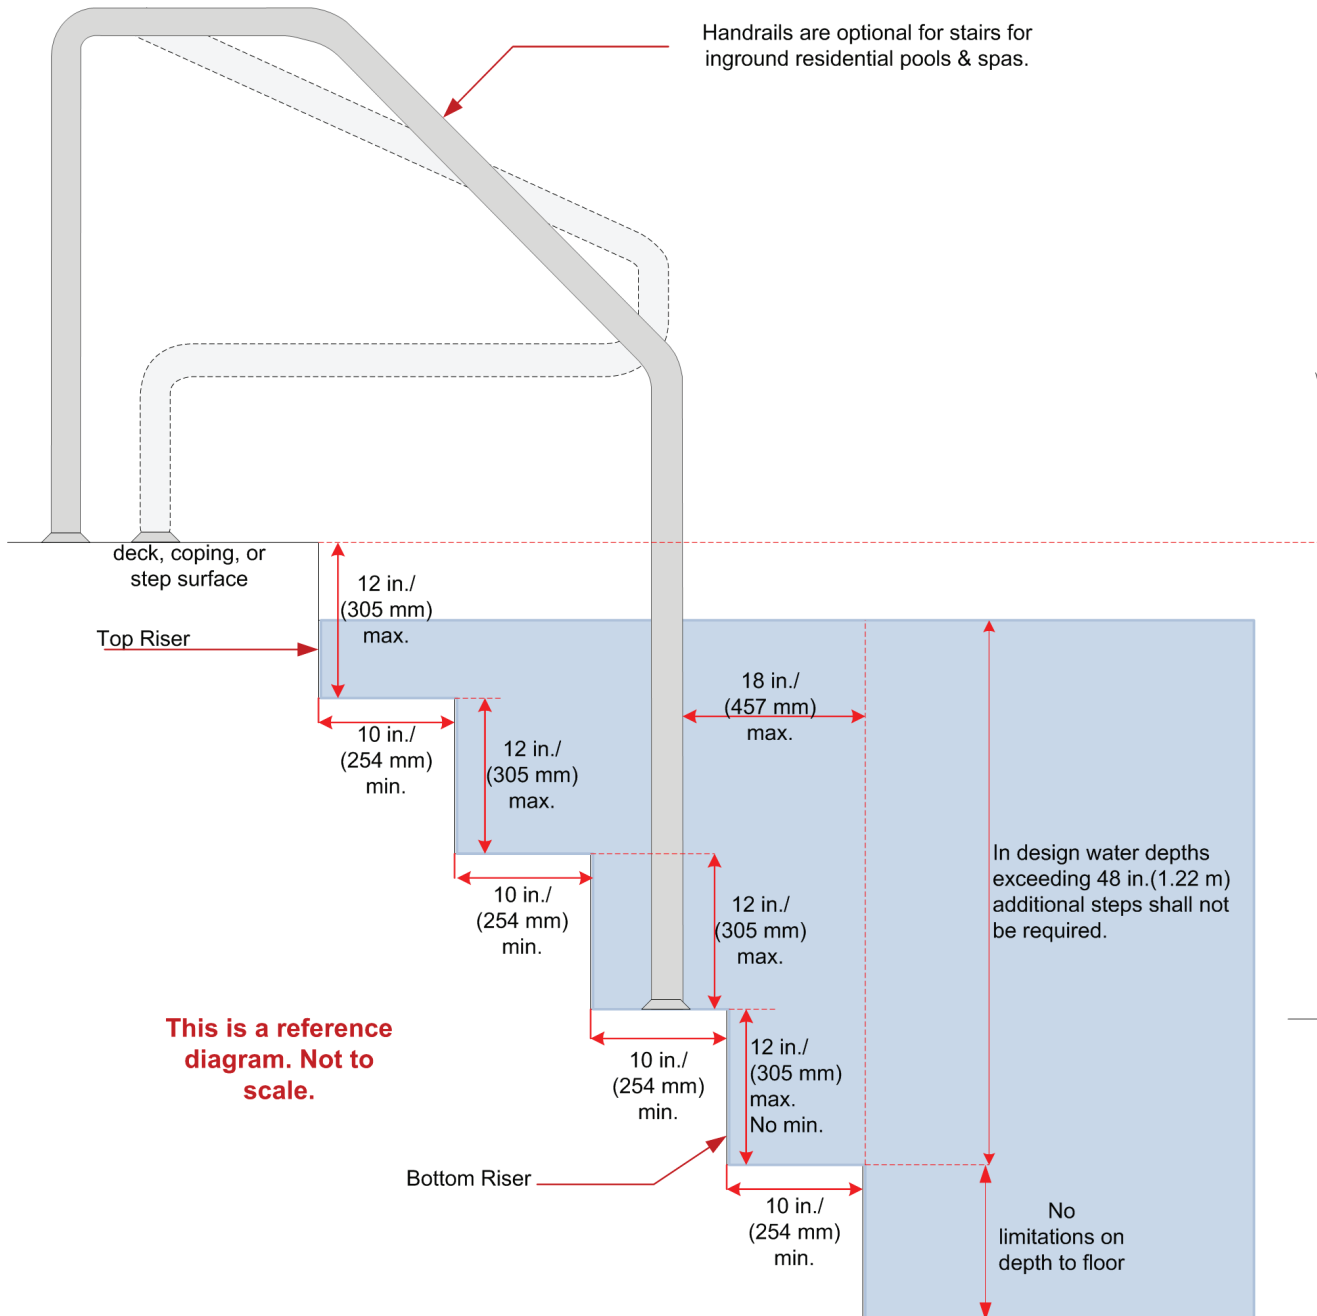 Handrails are optional for stairs for
inground residential pools & spas.
deck, coping, or
step surface
12 in./
(305 mm)
max.
Top Riser
18 in./
(457 mm)
max.
10 in./
(254 mm)
min.
12 in./
(305 mm)
max.
In design water depths
exceeding 48 in.(1.22 m)
additional steps shall not
be required.
10 in./
(254 mm)
min.
12 in./
(305 mm)
max.
This is a reference
diagram. Not to
scale.
10 in./
(254 mm)
min.
12 in./
(305 mm)
max.
No min.
Bottom Riser
10 in./
(254 mm)
min.
No
limitations on
depth to floor